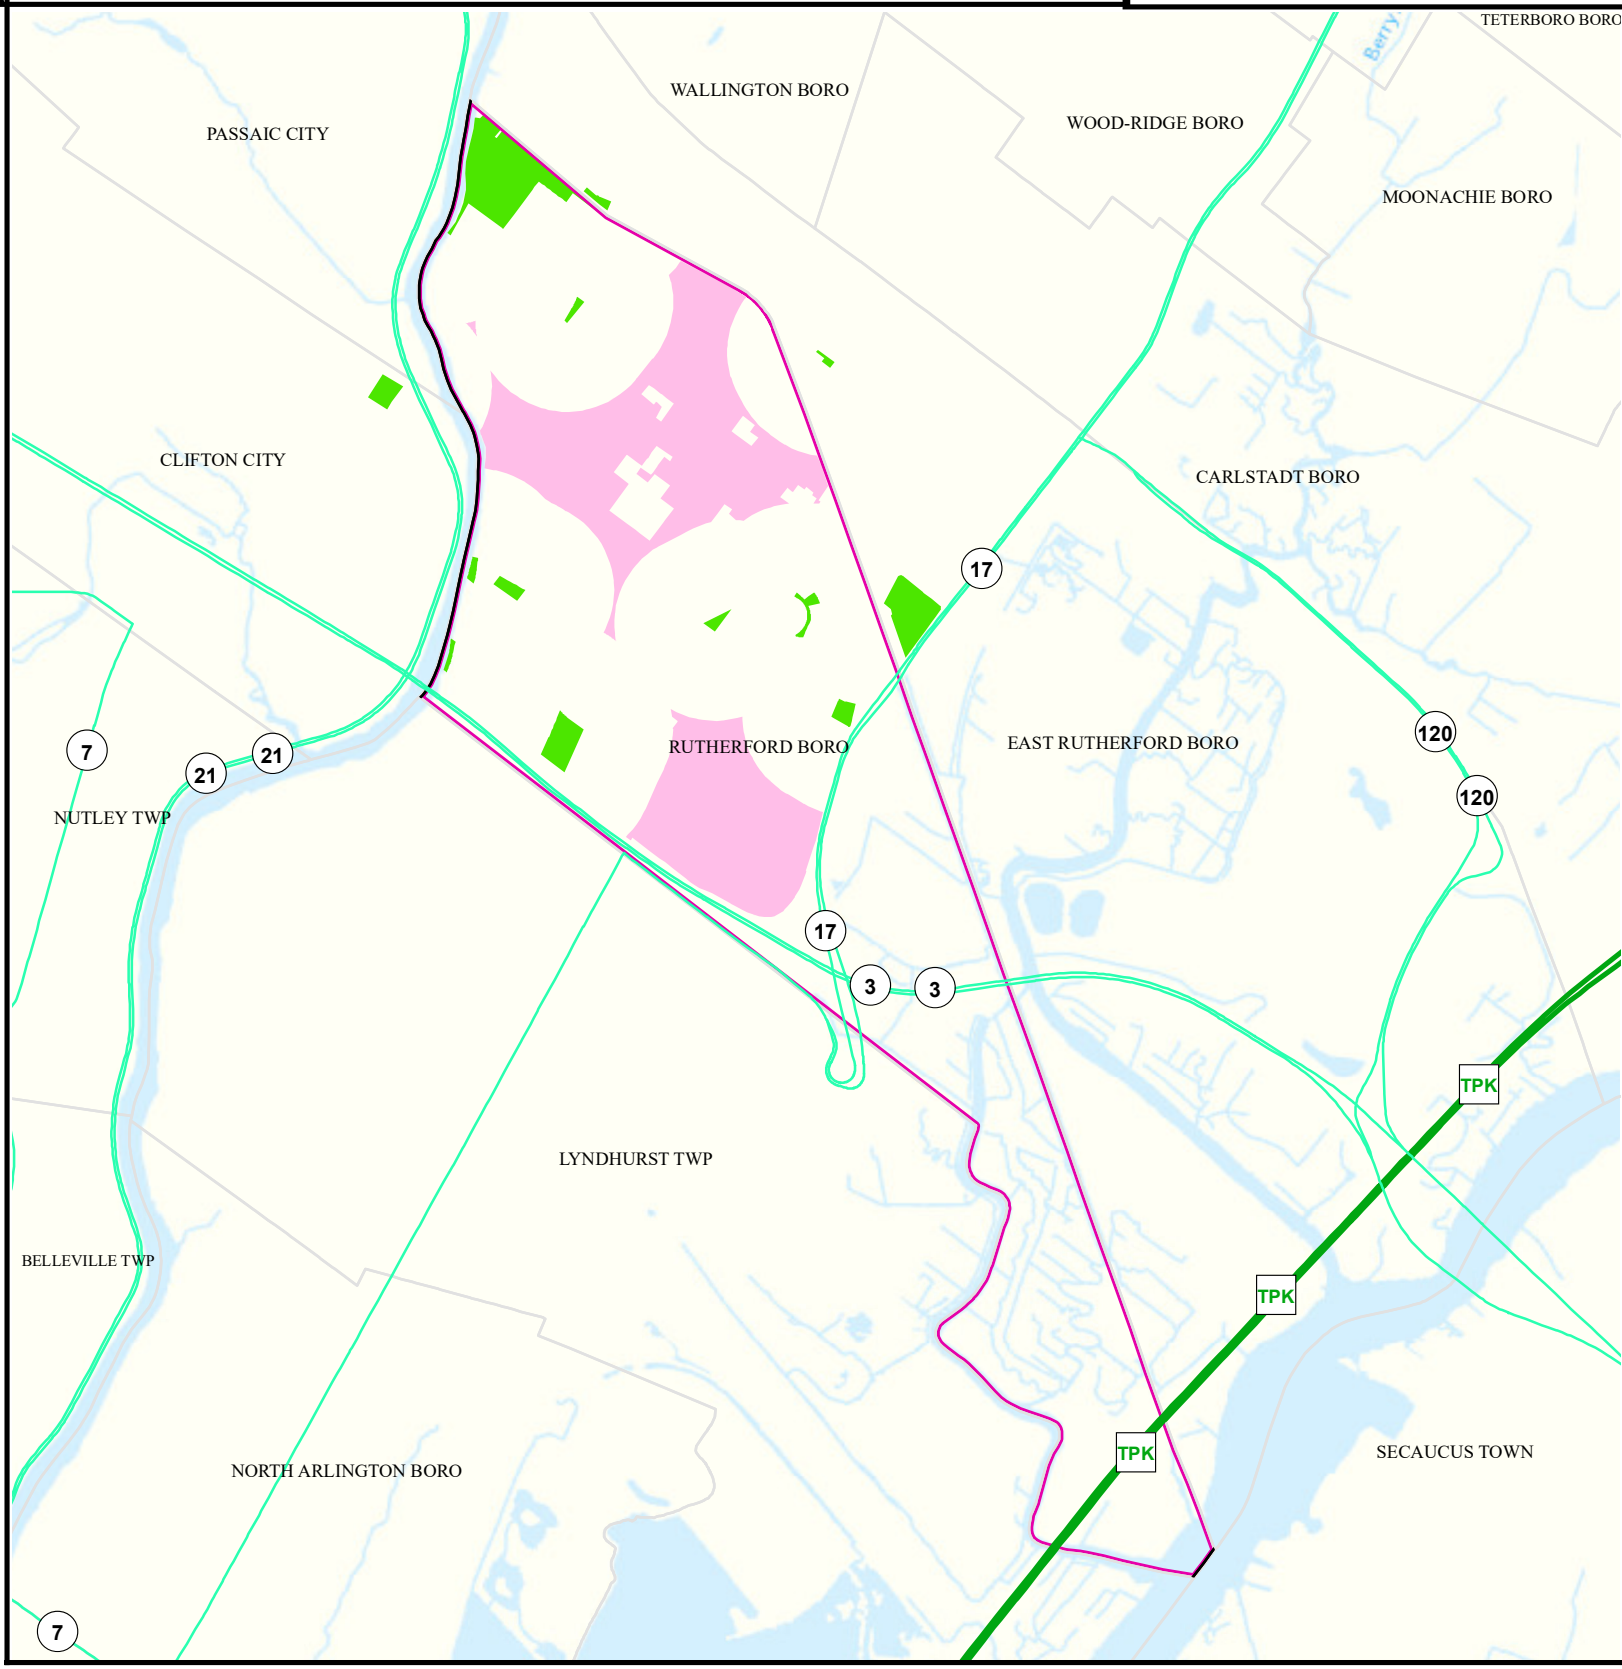 TETERBORO BORO
Berry
WALLINGTON BORO
WOOD-RIDGE BORO
PASSAIC CITY
MOONACHIE BORO
CLIFTON CITY
CARLSTADT BORO
17
120
RUTHERFORD BORO
EAST RUTHERFORD BORO
7
21
21
120
NUTLEY TWP
17
3
3
TPK
LYNDHURST TWP
BELLEVILLE TWP
TPK
TPK
SECAUCUS TOWN
NORTH ARLINGTON BORO
7